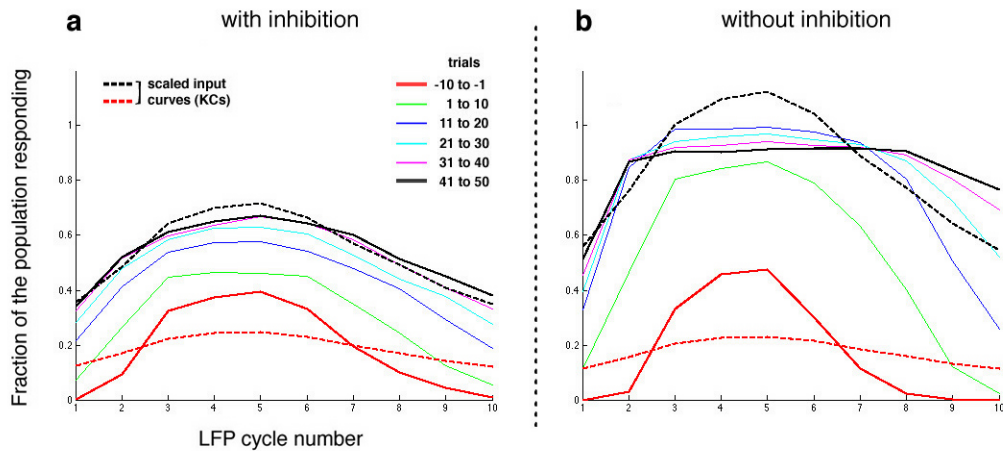 a with inhibition
b without inhibition
Fraction of the population responding
1
0.8
0.6
0.4
0.2
0
scaled input
curves (KCs)
trials
-10 to -1
1 to 10
11 to 20
21 to 30
31 to 40
41 to 50
1 2 3 4 5 6 7 8 9 10
LFP cycle number
1
0.8
0.6
0.4
0.2
0
1 2 3 4 5 6 7 8 9 10